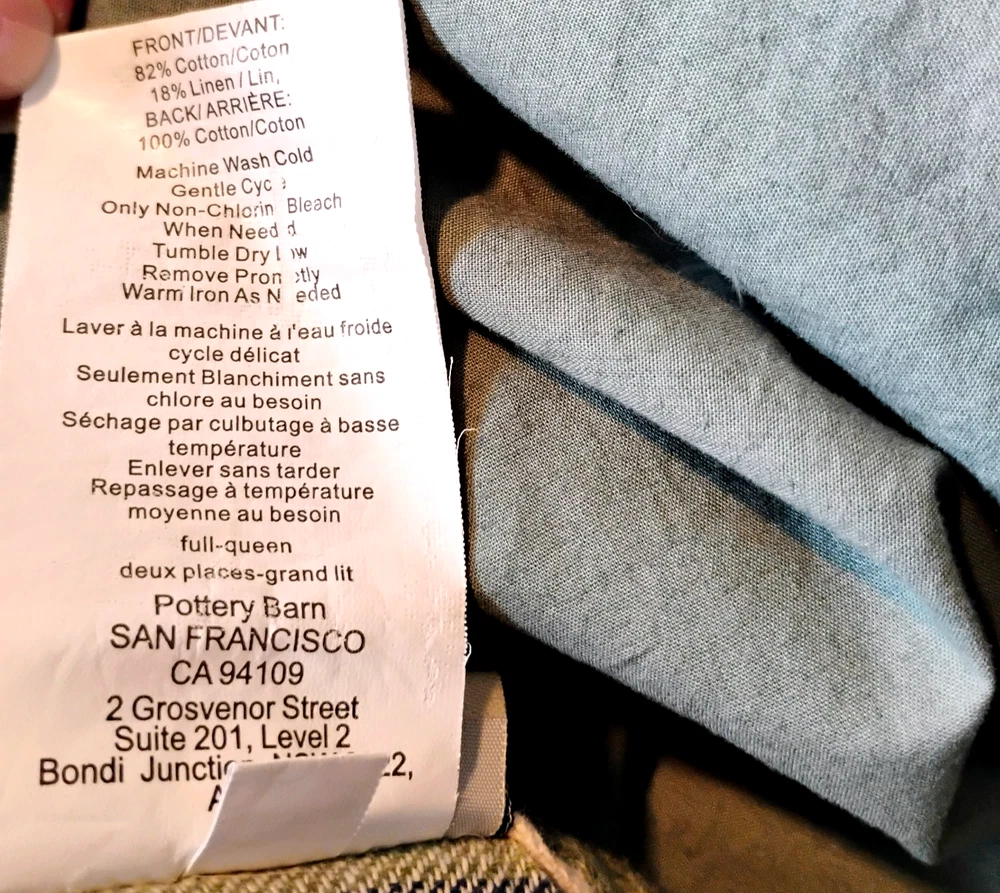 FRONT/DEVANT:
82% Cotton/Coton
18% Linen / Lin,
BACK/ ARRIÈRE:
100% Cotton/Coton
Machine Wash Cold
Gentle Cyc e
Only Non-Chlorin Bleach
When Need d
Tumble Dry L ow
Remove Prom ptly
Warm Iron As N eeded
Laver à la machine à l'eau froide
cycle délicat
Seulement Blanchiment sans
chlore au besoin
Séchage par culbutage à basse
température
Enlever sans tarder
Repassage à température
moyenne au besoin
full-queen
deux places-grand lit
Pottery Barn
SAN FRANCISCO
CA 94109
2 Grosvenor Street
Suite 201, Level 2
Bondi